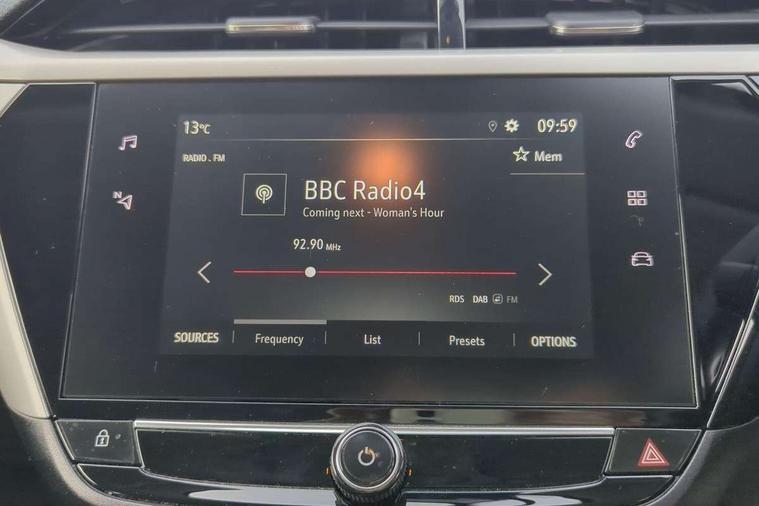 13°C 09:59
RADIO . FM
Mem
BBC Radio4
Coming next - Woman's Hour
92.90 MHz
RDS DAB FM
SOURCES Frequency List Presets OPTIONS
N